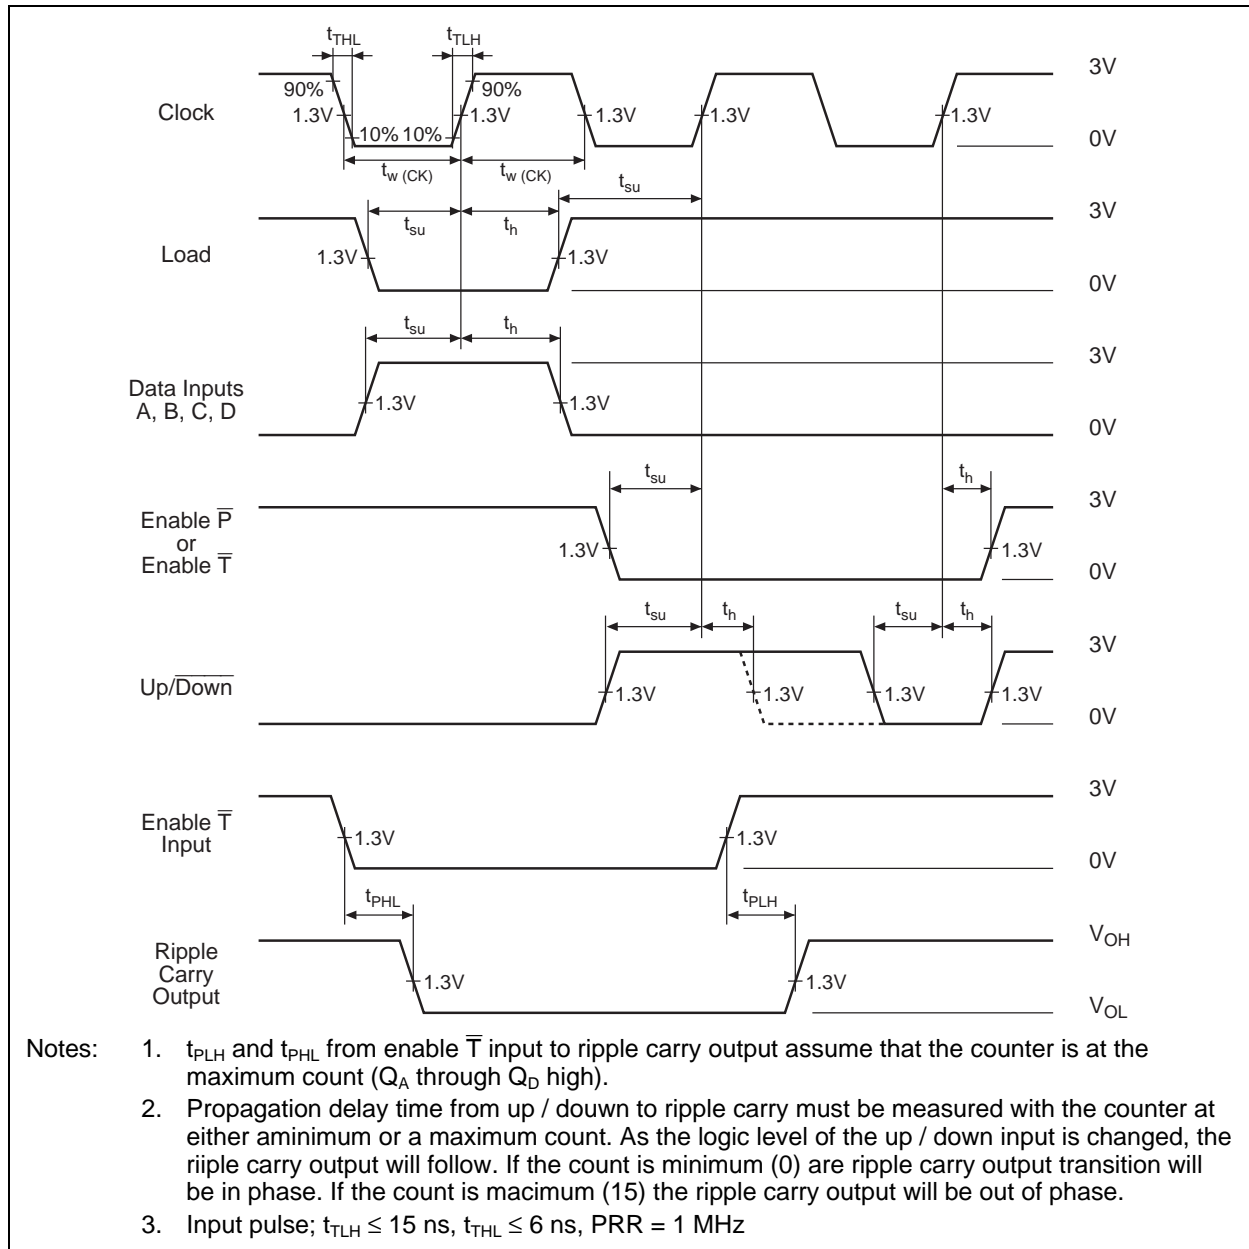 tTHL tTLH
3V
90% 90%
Clock 1.3V 1.3V 1.3V 1.3V 1.3V
10% 10%
0V
tw (CK) tw (CK) tsu
3V
tsu th
Load 1.3V 1.3V
0V
tsu th
3V
Data Inputs
A, B, C, D
1.3V 1.3V
0V
tsu th
3V
Enable P̅
or
Enable T̅
1.3V 1.3V
0V
tsu th tsu th
3V
Up/D̅o̅w̅n̅ 1.3V 1.3V 1.3V 1.3V
0V
3V
Enable T̅
Input
1.3V 1.3V
0V
tPHL tPLH
VOH
Ripple
Carry
Output
1.3V 1.3V
VOL
Notes: 1. tPLH and tPHL from enable T̅ input to ripple carry output assume that the counter is at the
maximum count (QA through QD high).
2. Propagation delay time from up / douwn to ripple carry must be measured with the counter at
either aminimum or a maximum count. As the logic level of the up / down input is changed, the
riiple carry output will follow. If the count is minimum (0) are ripple carry output transition will
be in phase. If the count is macimum (15) the ripple carry output will be out of phase.
3. Input pulse; tTLH ≤ 15 ns, tTHL ≤ 6 ns, PRR = 1 MHz